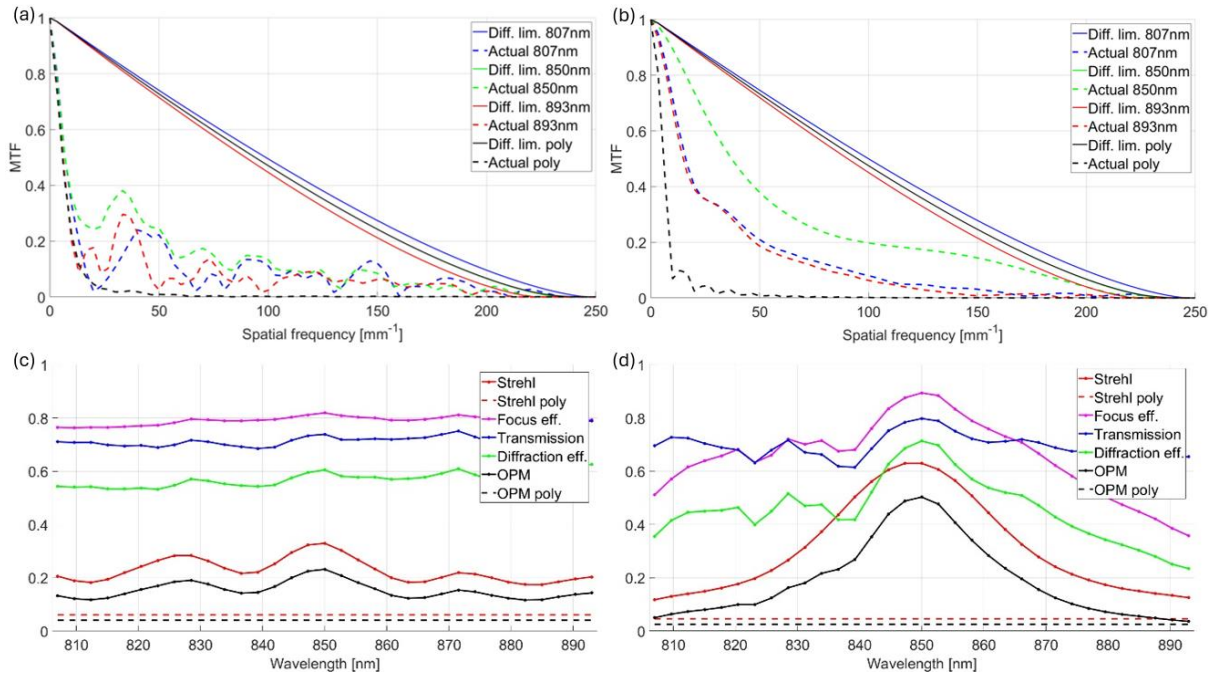 (a)
1
0.8
0.6
0.4
0.2
0
MTF
0 50 100 150 200 250
Spatial frequency [mm⁻¹]
Diff. lim. 807nm
Actual 807nm
Diff. lim. 850nm
Actual 850nm
Diff. lim. 893nm
Actual 893nm
Diff. lim. poly
Actual poly
(b)
1
0.8
0.6
0.4
0.2
0
MTF
0 50 100 150 200 250
Spatial frequency [mm⁻¹]
Diff. lim. 807nm
Actual 807nm
Diff. lim. 850nm
Actual 850nm
Diff. lim. 893nm
Actual 893nm
Diff. lim. poly
Actual poly
(c)
1
0.8
0.6
0.4
0.2
0
810 820 830 840 850 860 870 880 890
Wavelength [nm]
Strehl
Strehl poly
Focus eff.
Transmission
Diffraction eff.
OPM
OPM poly
(d)
1
0.8
0.6
0.4
0.2
0
810 820 830 840 850 860 870 880 890
Wavelength [nm]
Strehl
Strehl poly
Focus eff.
Transmission
Diffraction eff.
OPM
OPM poly